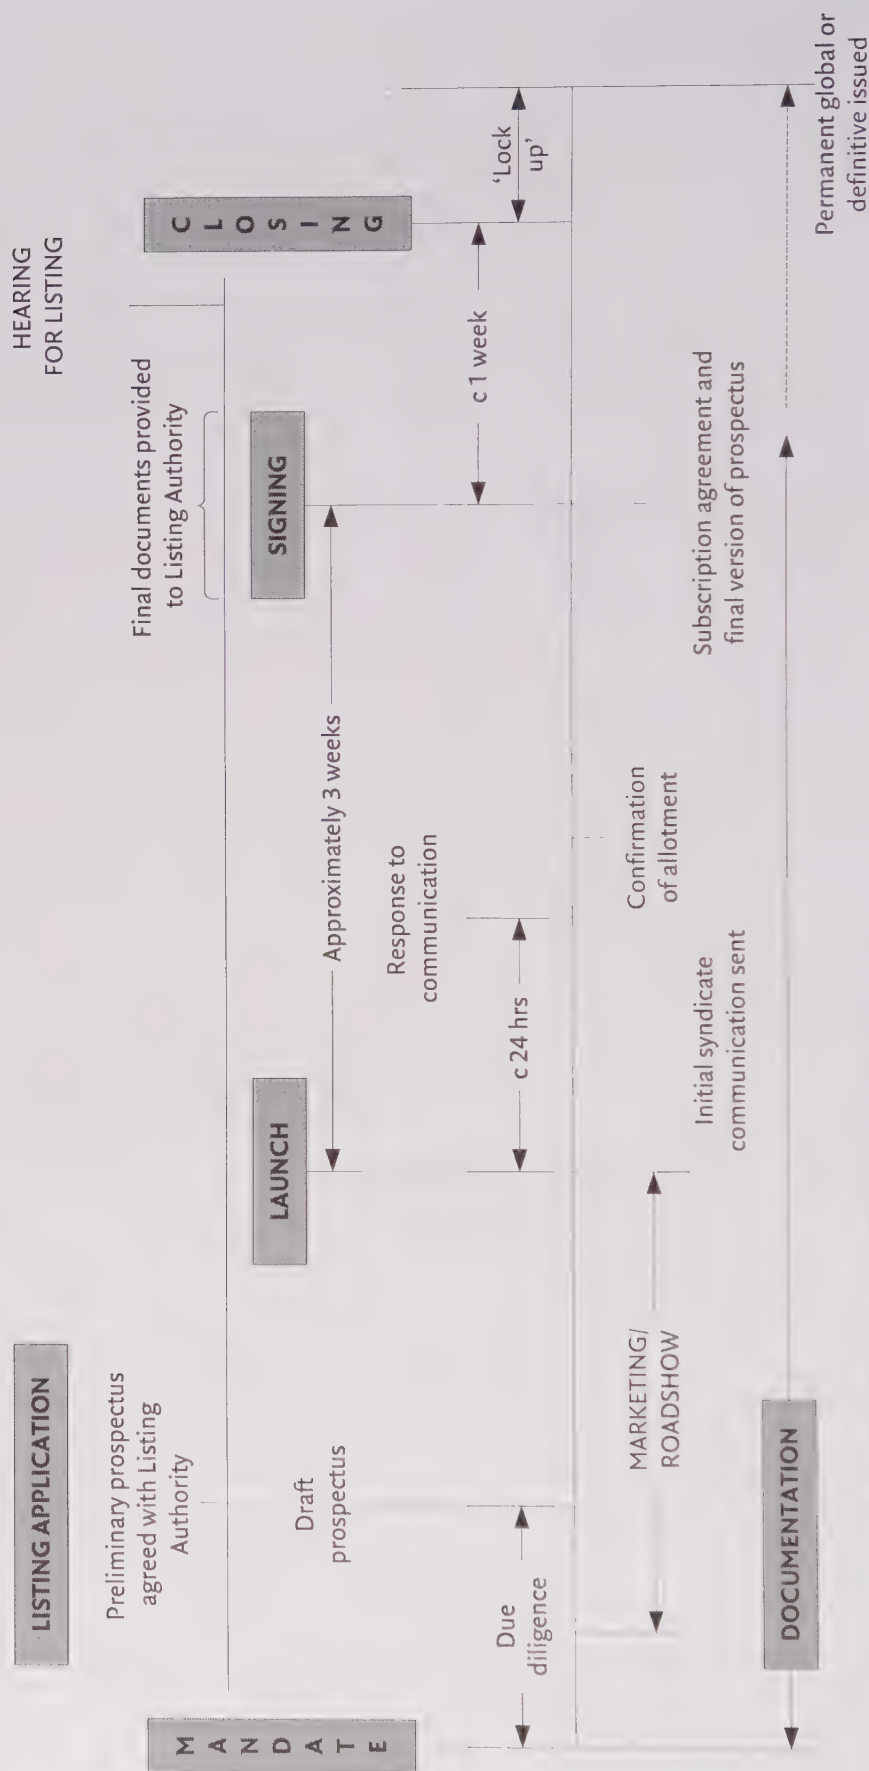 LISTING APPLICATION
HEARING
FOR LISTING
Preliminary prospectus
agreed with Listing
Authority
Final documents provided
to Listing Authority
MANDATE
Draft
prospectus
LAUNCH
SIGNING
CLOSING
Approximately 3 weeks
Response to
communication
Due
diligence
c 24 hrs
c 1 week
‘Lock
up’
MARKETING/
ROADSHOW
Initial syndicate
communication sent
Confirmation
of allotment
Subscription agreement and
final version of prospectus
DOCUMENTATION
Permanent global or
definitive issued